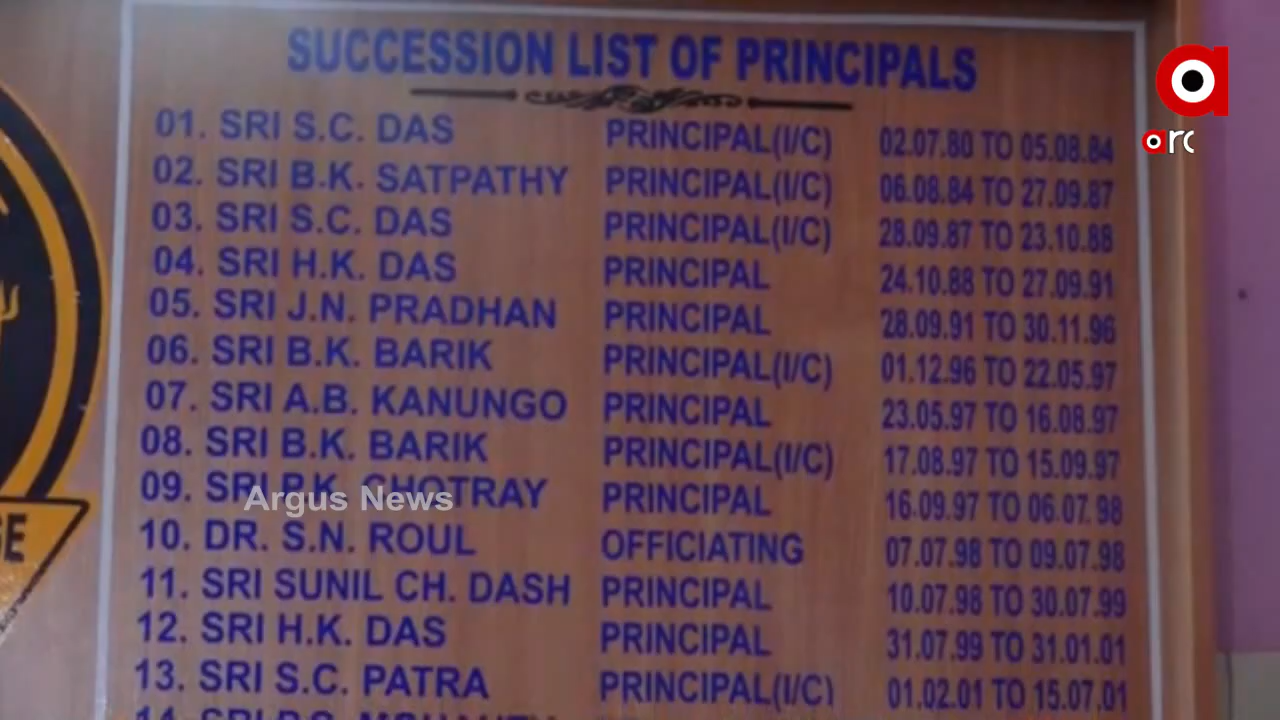 SUCCESSION LIST OF PRINCIPALS
01. SRI S.C. DAS PRINCIPAL(I/C) 02.07.80 TO 05.08.84
02. SRI B.K. SATPATHY PRINCIPAL(I/C) 06.08.84 TO 27.09.87
03. SRI S.C. DAS PRINCIPAL(I/C) 28.09.87 TO 23.10.88
04. SRI H.K. DAS PRINCIPAL 24.10.88 TO 27.09.91
05. SRI J.N. PRADHAN PRINCIPAL 28.09.91 TO 30.11.96
06. SRI B.K. BARIK PRINCIPAL(I/C) 01.12.96 TO 22.05.97
07. SRI A.B. KANUNGO PRINCIPAL 23.05.97 TO 16.08.97
08. SRI B.K. BARIK PRINCIPAL(I/C) 17.08.97 TO 15.09.97
09. SRI CHOTRAY PRINCIPAL 16.09.97 TO 06.07.98
Argus News
10. DR. S.N. ROUL OFFICIATING 07.07.98 TO 09.07.98
11. SRI SUNIL CH. DASH PRINCIPAL 10.07.98 TO 30.07.99
12. SRI H.K. DAS PRINCIPAL 31.07.99 TO 31.01.01
13. SRI S.C. PATRA PRINCIPAL(I/C) 01.02.01 TO 15.07.01
14. SRI
arc
GE